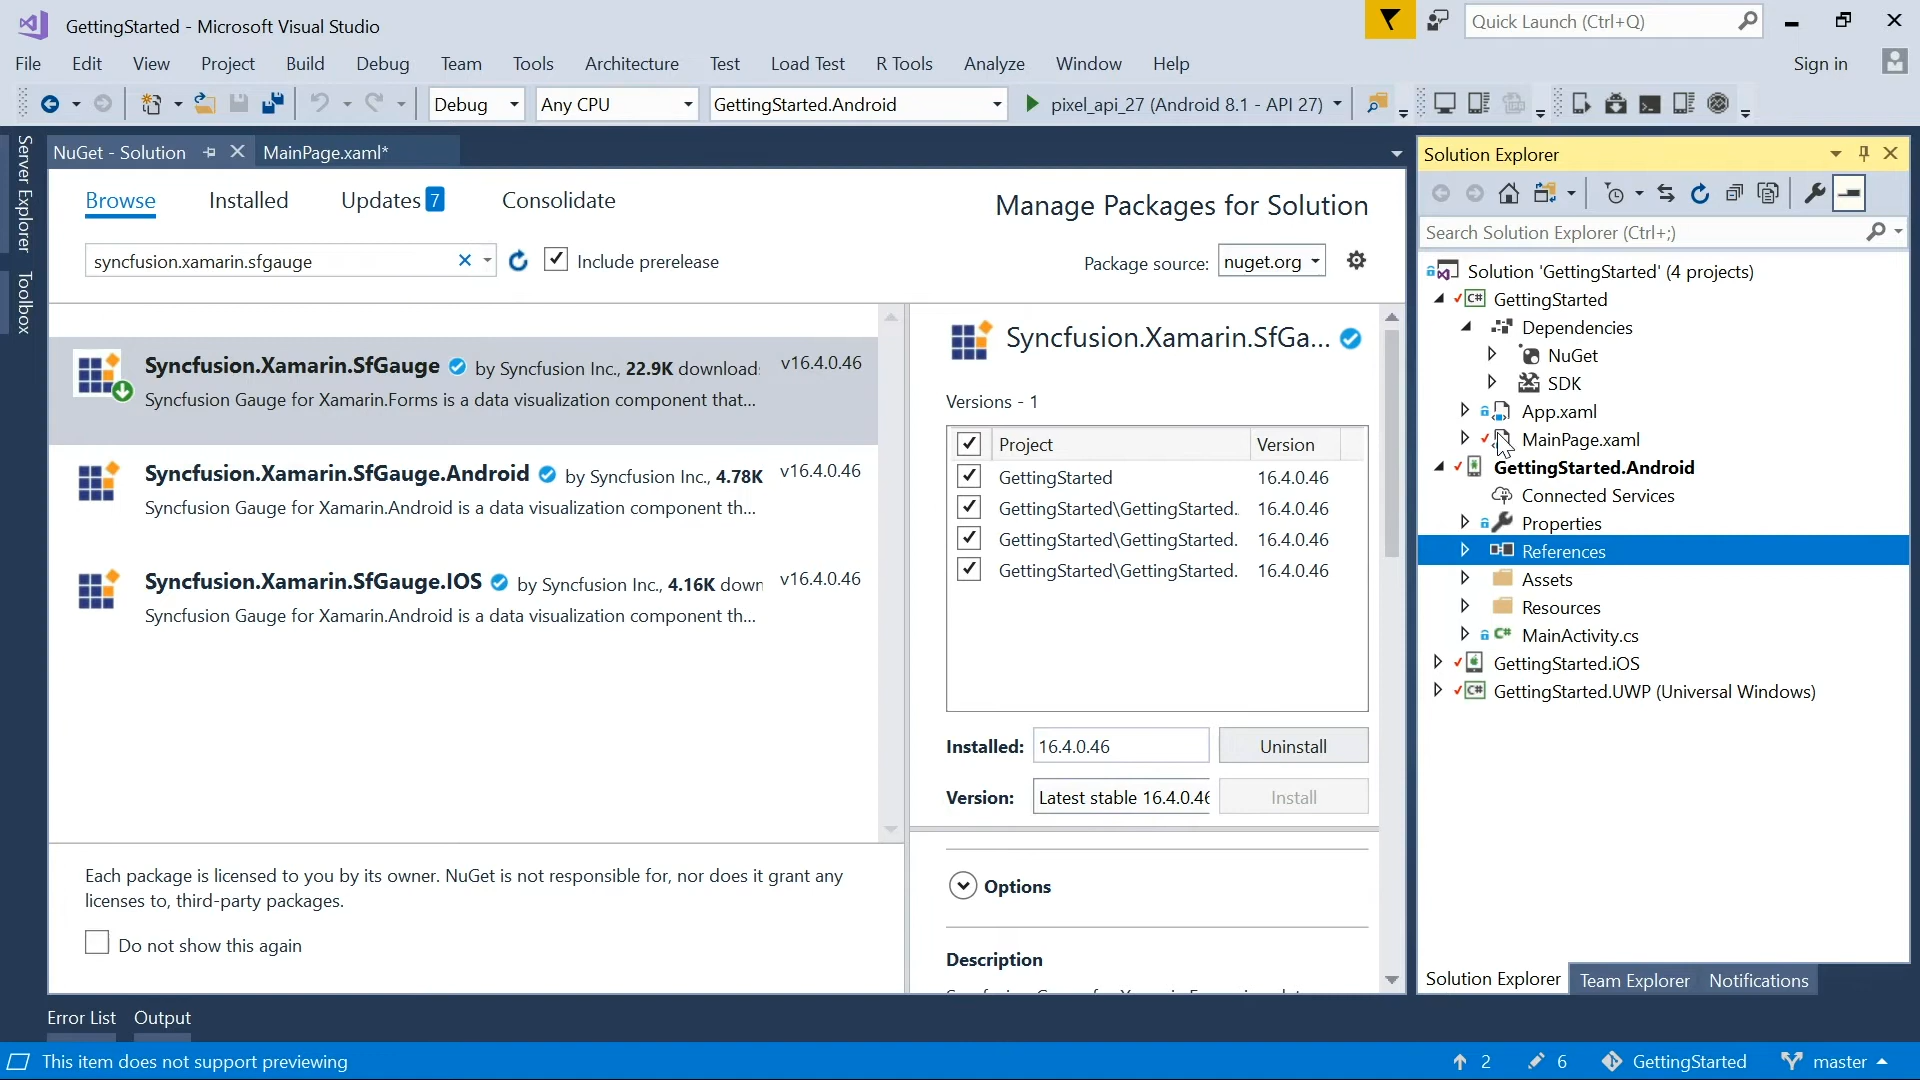 GettingStarted - Microsoft Visual Studio
Quick Launch (Ctrl+Q)
File Edit View Project Build Debug Team Tools Architecture Test Load Test R Tools Analyze Window Help
Sign in
Debug Any CPU GettingStarted.Android pixel_api_27 (Android 8.1 - API 27)
Server Explorer
Toolbox
NuGet - Solution MainPage.xaml*
Browse Installed Updates 7 Consolidate
Manage Packages for Solution
syncfusion.xamarin.sfgauge
Include prerelease
Package source: nuget.org
Syncfusion.Xamarin.SfGauge by Syncfusion Inc., 22.9K download v16.4.0.46
Syncfusion Gauge for Xamarin.Forms is a data visualization component that...
Syncfusion.Xamarin.SfGauge.Android by Syncfusion Inc., 4.78K v16.4.0.46
Syncfusion Gauge for Xamarin.Android is a data visualization component th...
Syncfusion.Xamarin.SfGauge.IOS by Syncfusion Inc., 4.16K down v16.4.0.46
Syncfusion Gauge for Xamarin.Android is a data visualization component th...
Each package is licensed to you by its owner. NuGet is not responsible for, nor does it grant any
licenses to, third-party packages.
Do not show this again
Syncfusion.Xamarin.SfGa...
Versions - 1
Project Version
GettingStarted 16.4.0.46
GettingStarted\GettingStarted. 16.4.0.46
GettingStarted\GettingStarted. 16.4.0.46
GettingStarted\GettingStarted. 16.4.0.46
Installed: 16.4.0.46 Uninstall
Version: Latest stable 16.4.0.46 Install
Options
Description
Solution Explorer
Search Solution Explorer (Ctrl+;)
Solution 'GettingStarted' (4 projects)
C# GettingStarted
Dependencies
NuGet
SDK
App.xaml
MainPage.xaml
GettingStarted.Android
Connected Services
Properties
References
Assets
Resources
C# MainActivity.cs
GettingStarted.iOS
C# GettingStarted.UWP (Universal Windows)
Solution Explorer Team Explorer Notifications
Error List Output
This item does not support previewing
2 6 GettingStarted master